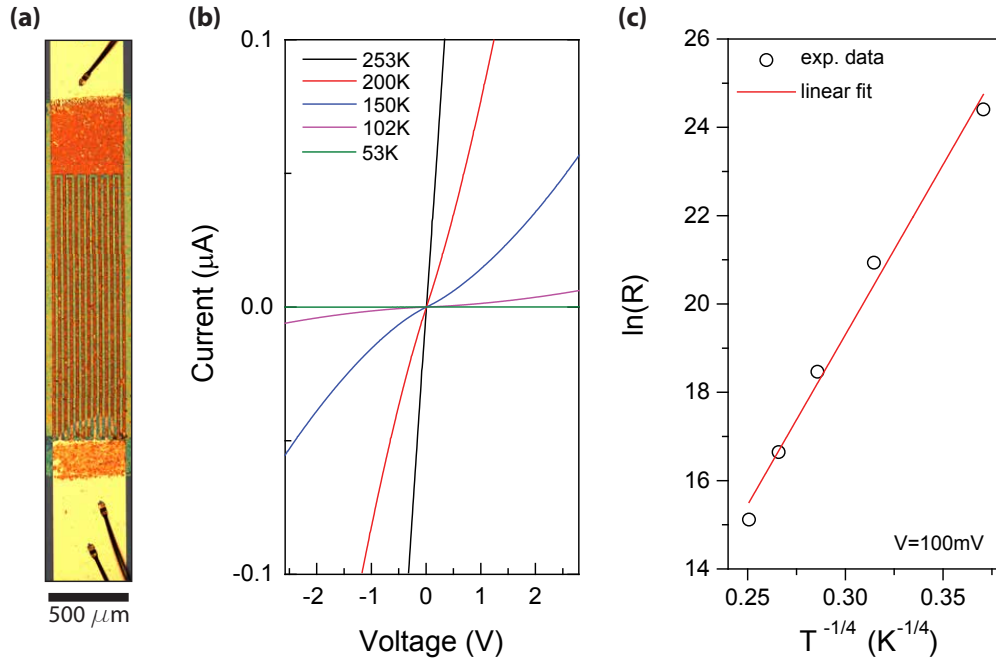 (a)
500 μm
(b)
0.1
0.0
-0.1
Current (μA)
253K
200K
150K
102K
53K
-2
-1
0
1
2
Voltage (V)
(c)
26
24
22
20
18
16
14
ln(R)
exp. data
linear fit
V=100mV
0.25
0.30
0.35
T -1/4 (K-1/4)